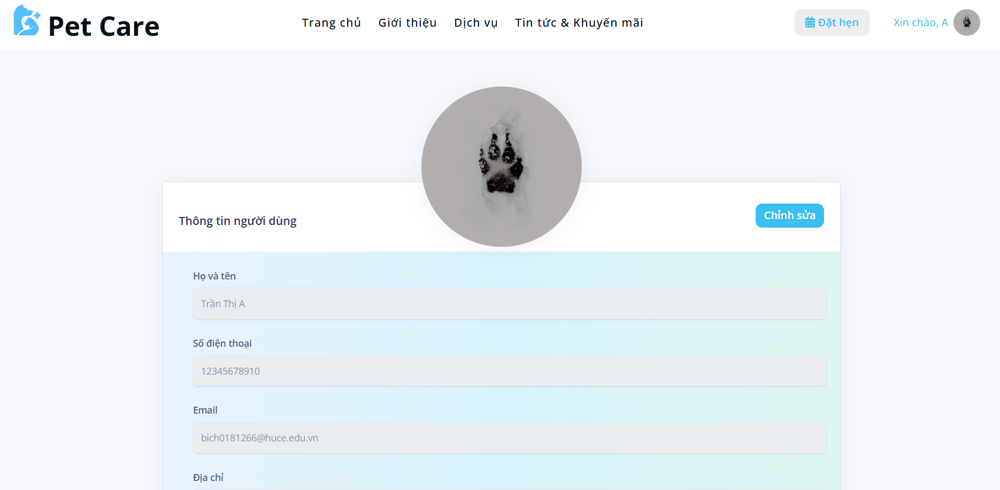 Pet Care
Trang chủ
Giới thiệu
Dịch vụ
Tin tức & Khuyến mãi
Đặt hẹn
Xin chào, A
Thông tin người dùng
Chỉnh sửa
Họ và tên
Trần Thị A
Số điện thoại
12345678910
Email
bich0181266@huce.edu.vn
Địa chỉ